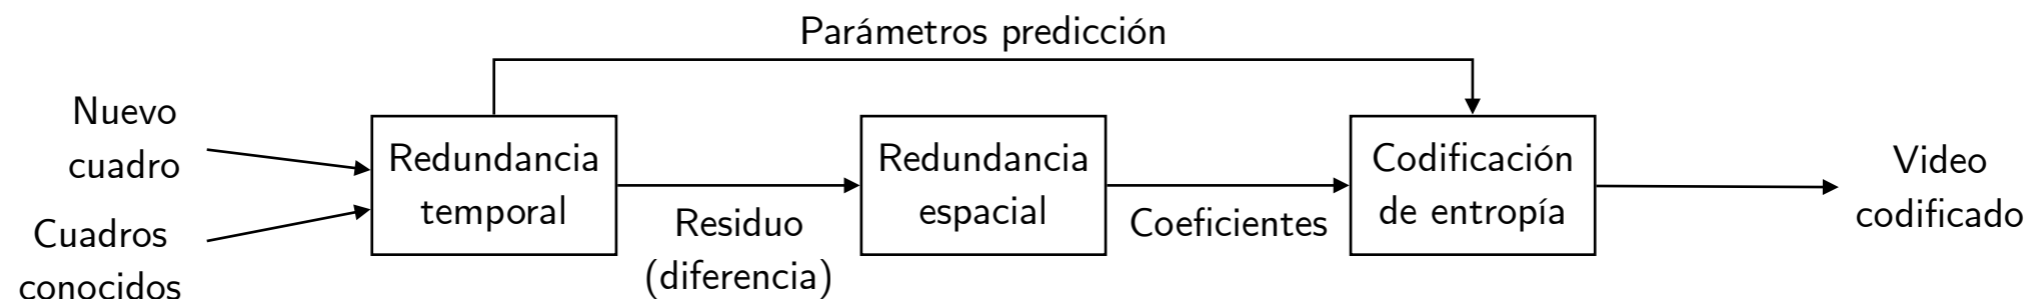 Parámetros predicción
Nuevo
cuadro
Cuadros
conocidos
Redundancia
temporal
Residuo
(diferencia)
Redundancia
espacial
Coeficientes
Codificación
de entropía
Video
codificado